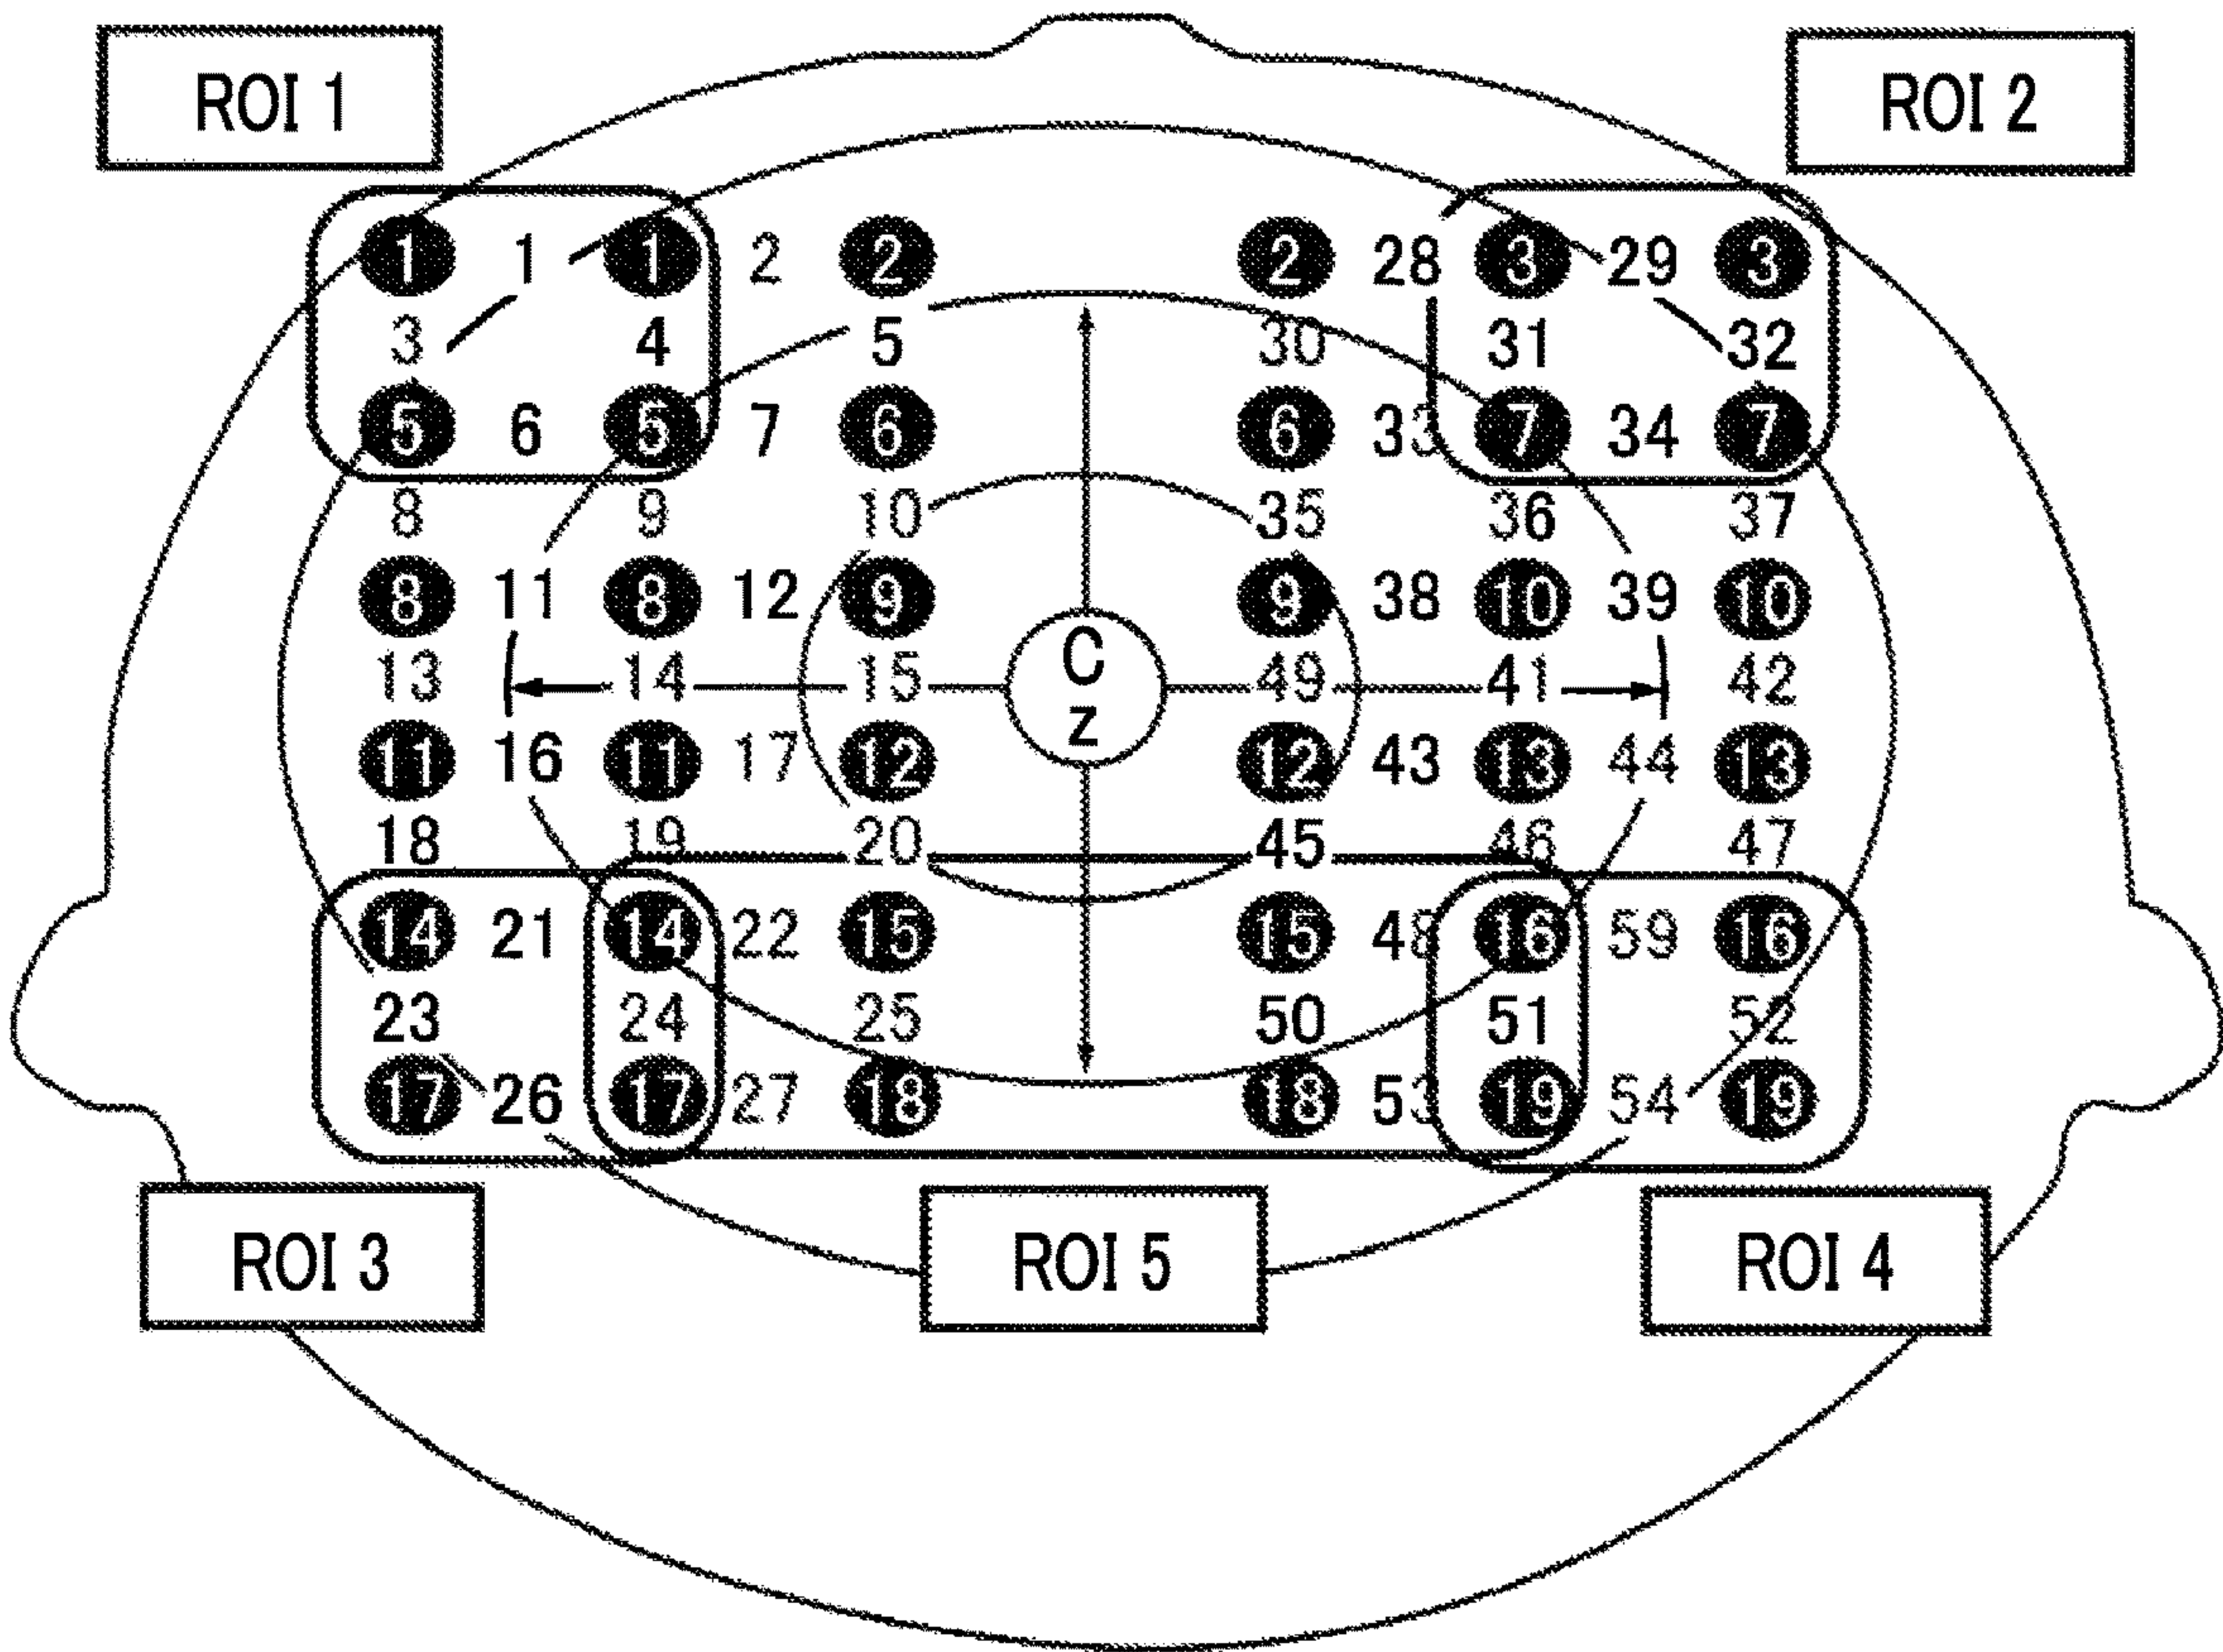 ROI 1 ROI 2
1 1 1 2 2 2 28 3 29 3
3 4 5 30 31 32
5 6 5 7 6 6 33 7 34 7
8 9 10 35 36 37
8 11 8 12 9 9 38 10 39 10
C
13 14 15 49 41 42
z
11 16 11 17 12 12 43 13 44 13
18 19 20 45 46 47
14 21 14 22 15 15 48 16 59 16
23 24 25 50 51 52
17 26 17 27 18 18 53 19 54 19
ROI 3 ROI 5 ROI 4